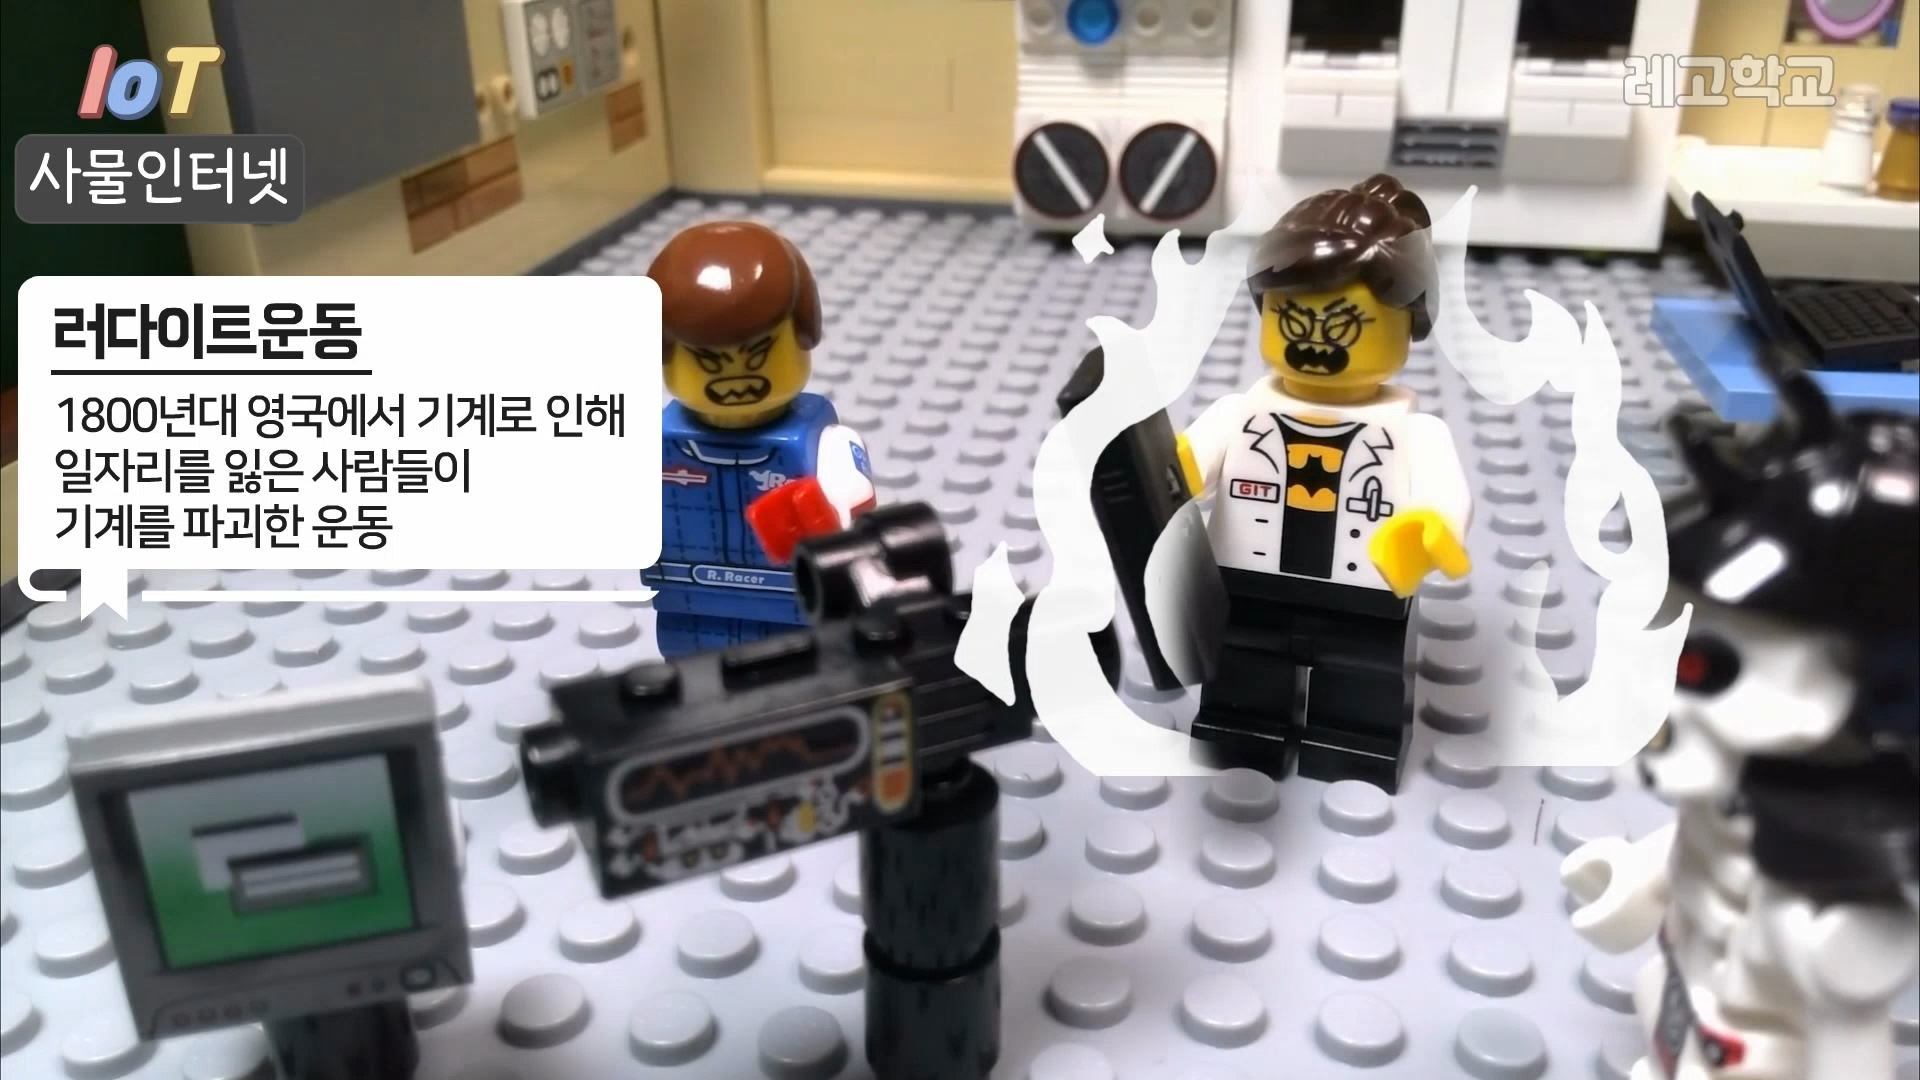 IoT
사물인터넷
레고학교
러다이트운동
1800년대 영국에서 기계로 인해
일자리를 잃은 사람들이
기계를 파괴한 운동
GIT
R. Racer